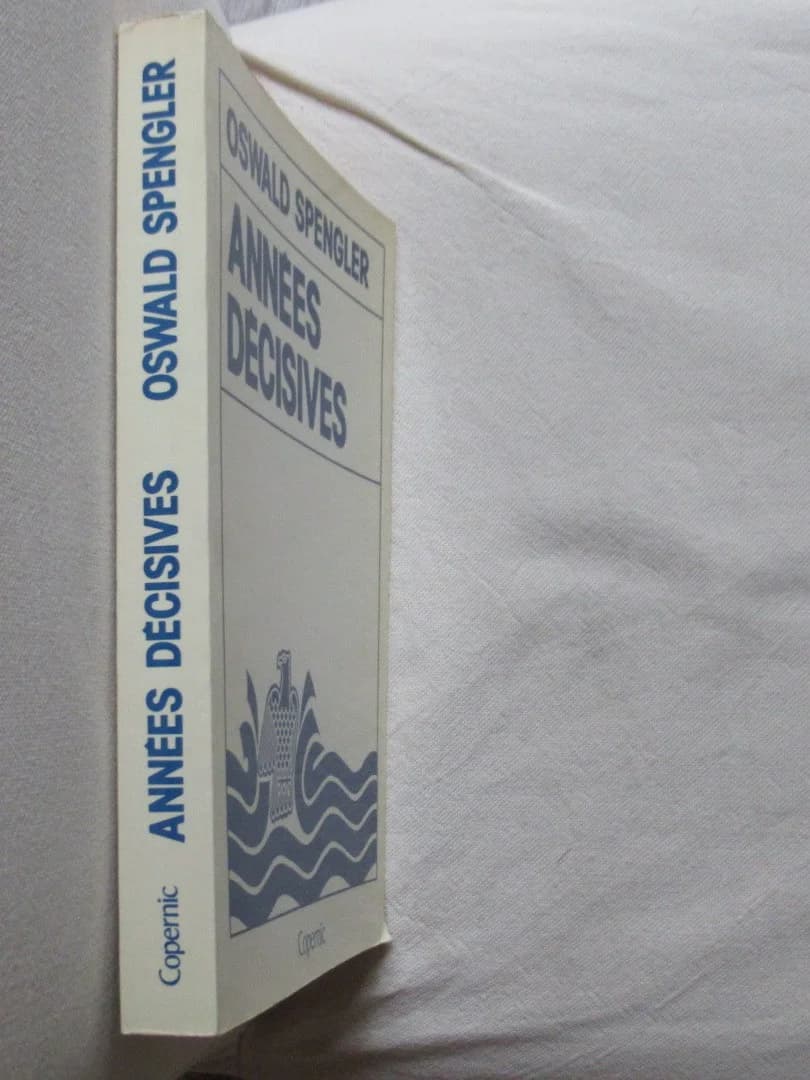 Copernic ANNÉES DÉCISIVES OSWALD SPENGLER
OSWALD SPENGLER
ANNÉES
DÉCISIVES
Copernic